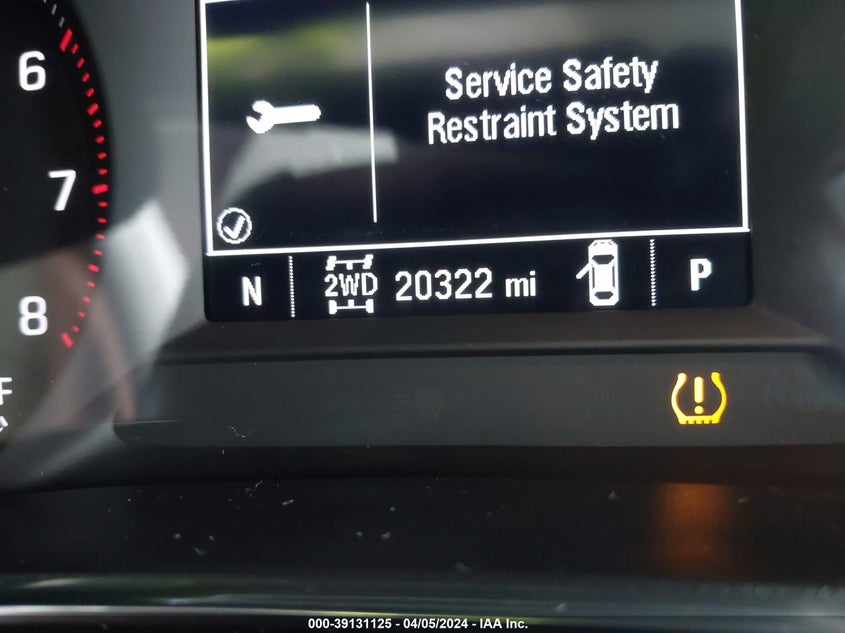 6
7
8
F
Service Safety
Restraint System
N
2WD
20322 mi
P
000-39131125 - 04/05/2024 - IAA Inc.